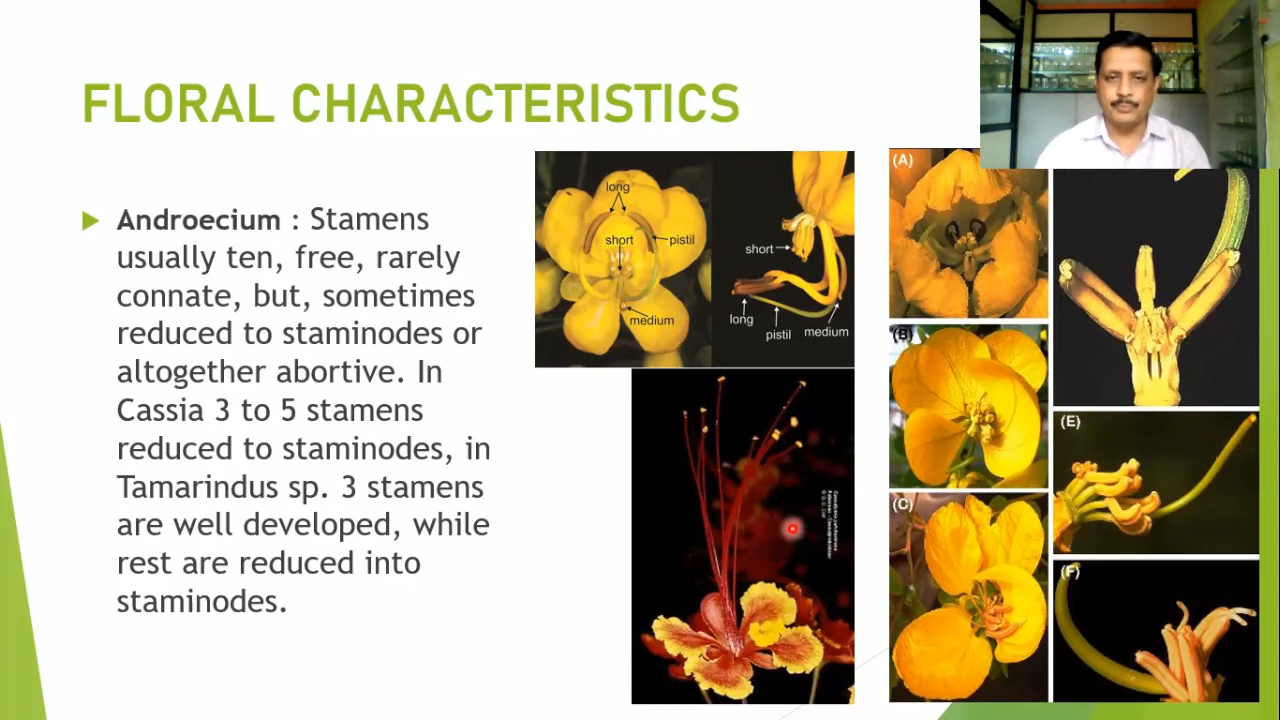 FLORAL CHARACTERISTICS
Androecium : Stamens
usually ten, free, rarely
connate, but, sometimes
reduced to staminodes or
altogether abortive. In
Cassia 3 to 5 stamens
reduced to staminodes, in
Tamarindus sp. 3 stamens
are well developed, while
rest are reduced into
staminodes.
long
short
pistil
medium
short
long
pistil
medium
(A)
(B)
(C)
(E)
(F)